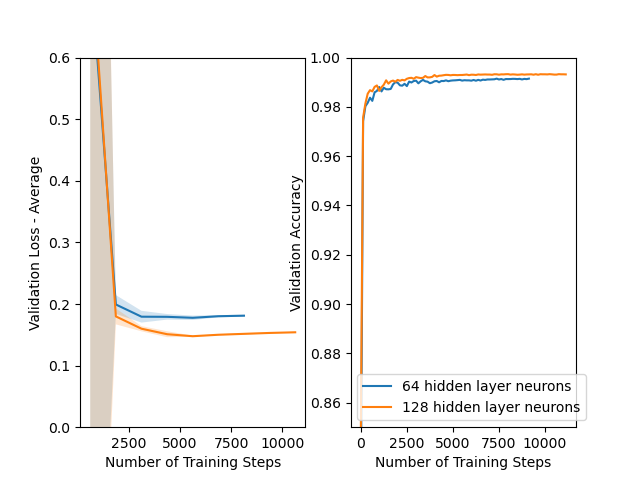 Validation Loss - Average
0.6
0.5
0.4
0.3
0.2
0.1
0.0
2500 5000 7500 10000
Number of Training Steps
Validation Accuracy
1.00
0.98
0.96
0.94
0.92
0.90
0.88
0.86
0 2500 5000 7500 10000
Number of Training Steps
64 hidden layer neurons
128 hidden layer neurons